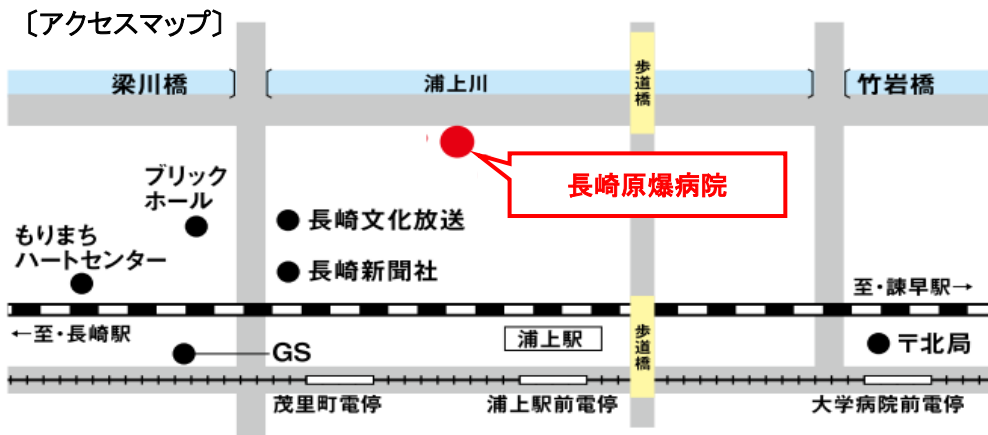 〔アクセスマップ〕
梁川橋
浦上川
歩道橋
竹岩橋
長崎原爆病院
ブリック
ホール
長崎文化放送
もりまち
ハートセンター
長崎新聞社
至・諫早駅→
←至・長崎駅
浦上駅
歩道橋
〒北局
GS
茂里町電停
浦上駅前電停
大学病院前電停